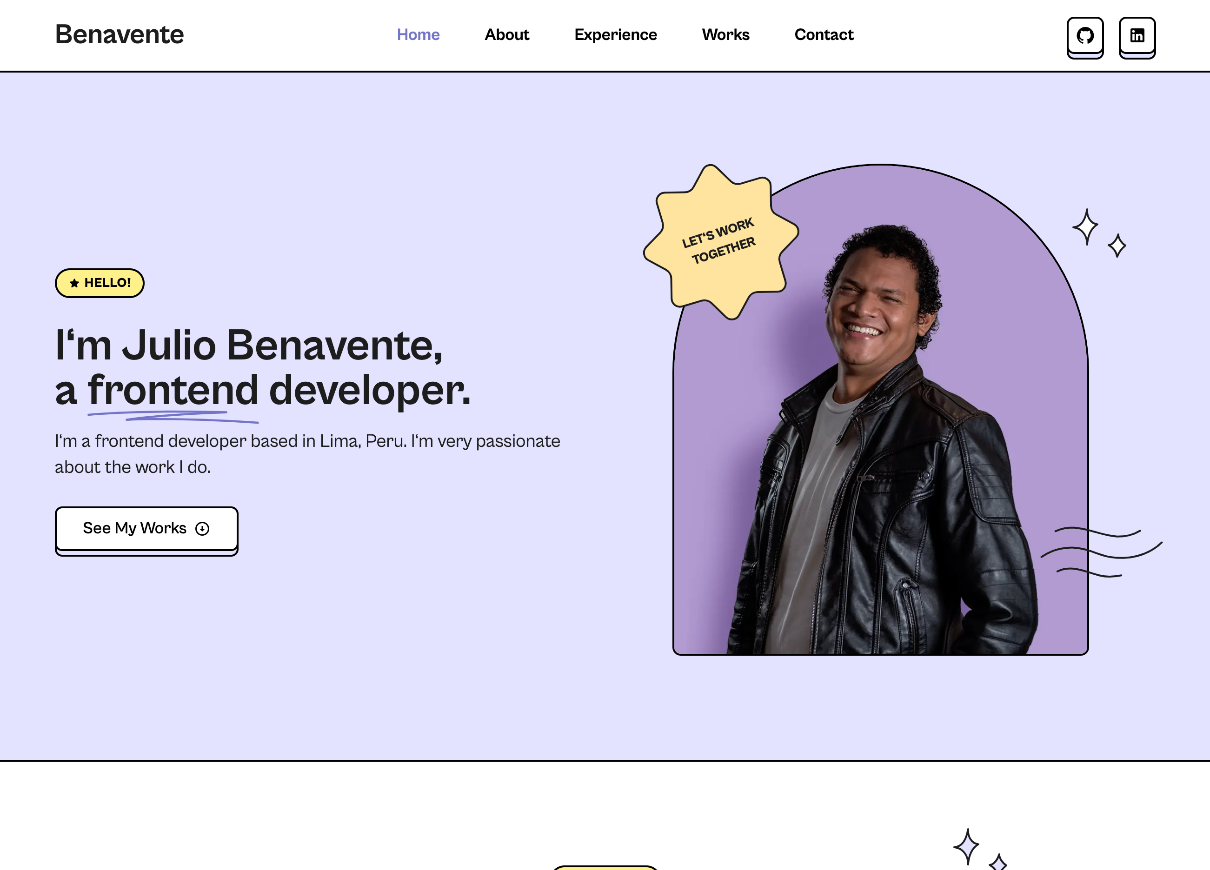 Benavente
Home
About
Experience
Works
Contact
LET‘S WORK
TOGETHER
HELLO!
I‘m Julio Benavente,
a frontend developer.
I‘m a frontend developer based in Lima, Peru. I‘m very passionate
about the work I do.
See My Works